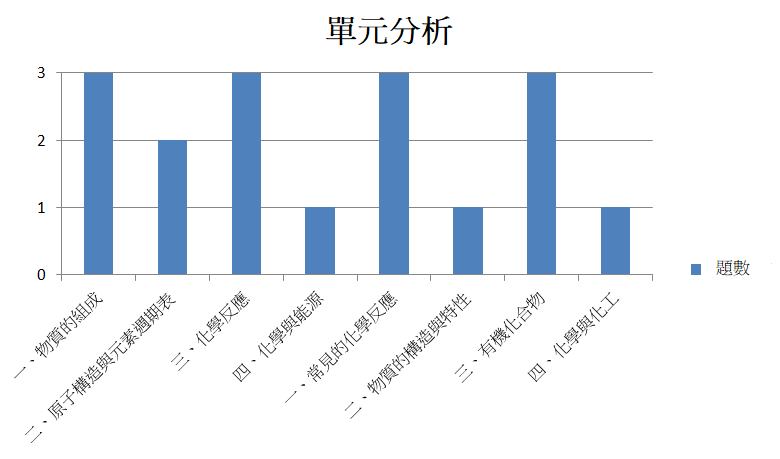 單元分析
3
2
1
0
一、物質的組成
二、原子構造與元素週期表
三、化學反應
四、化學與能源
一、常見的化學反應
二、物質的構造與特性
三、有機化合物
四、化學與化工
題數